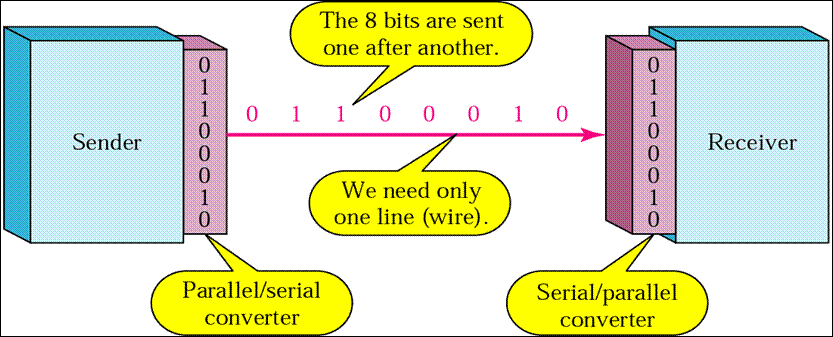 The 8 bits are sent
one after another.
Sender
0
1
1
0
0
0
1
0
0 1 1 0 0 0 1 0
0
1
1
0
0
0
1
0
Receiver
We need only
one line (wire).
Parallel/serial
converter
Serial/parallel
converter